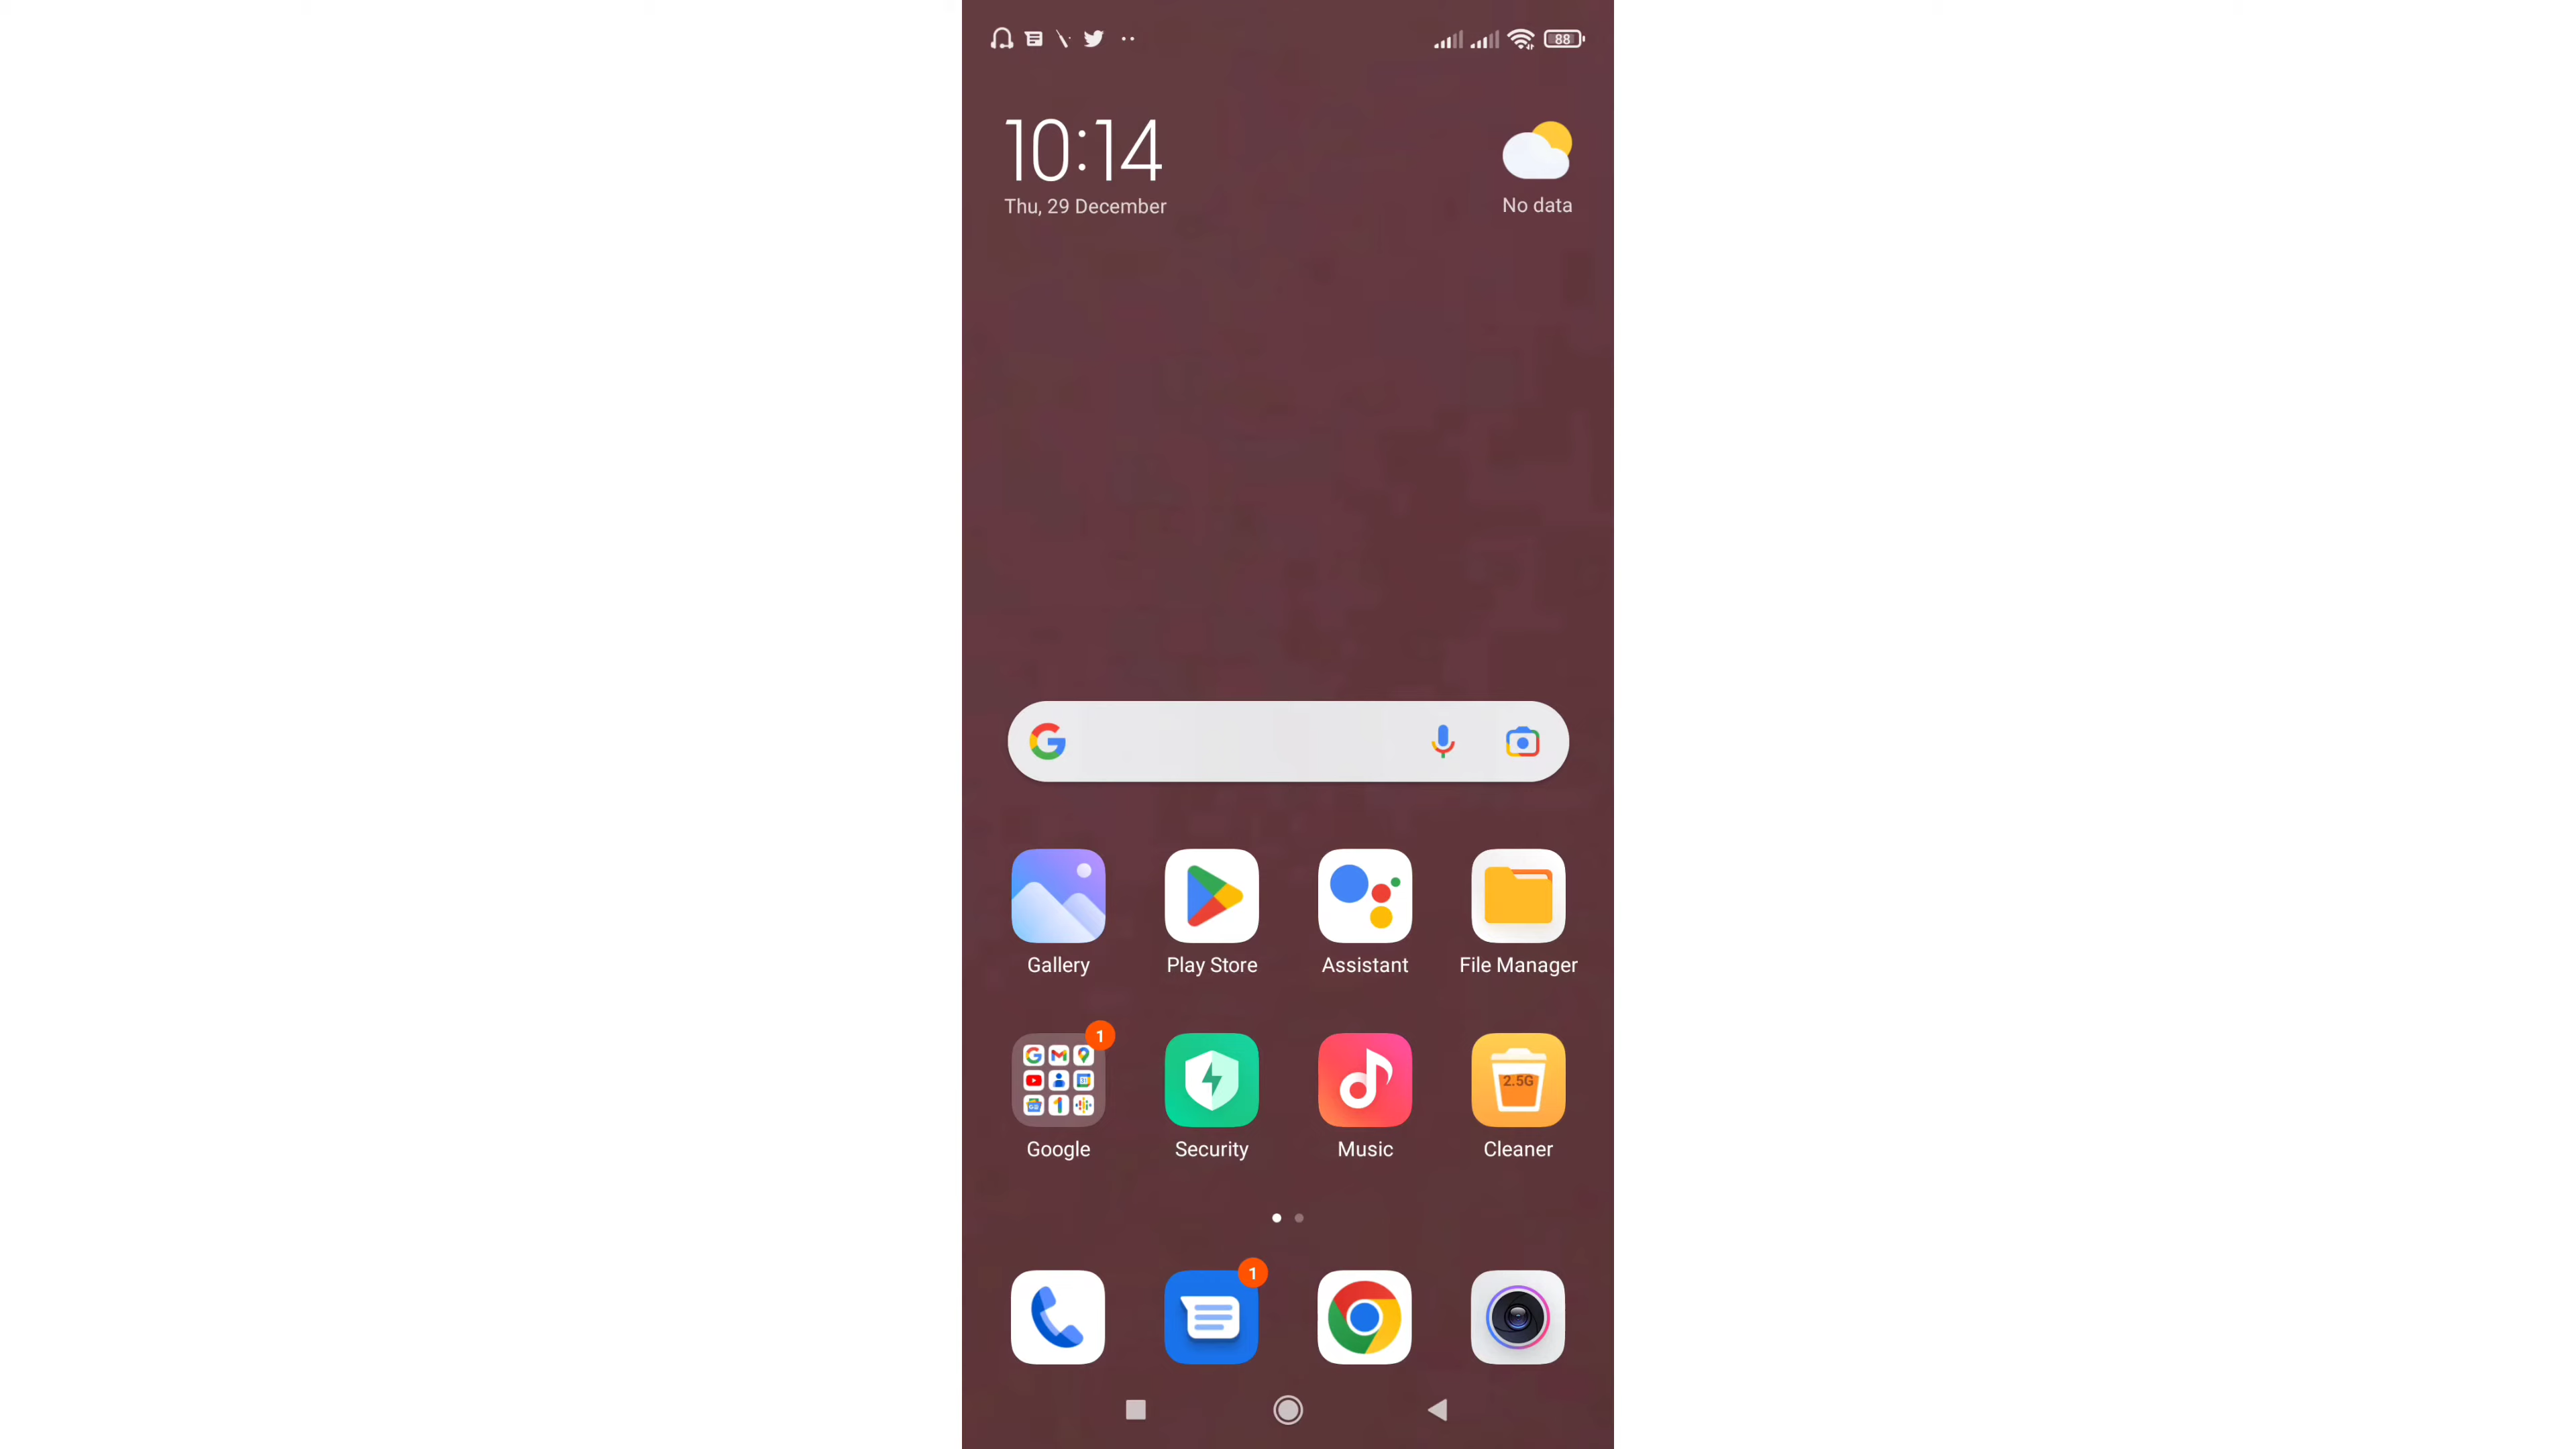 88
10:14
Thu, 29 December
No data
Gallery
Play Store
Assistant
File Manager
1
2.5G
Google
Security
Music
Cleaner
1